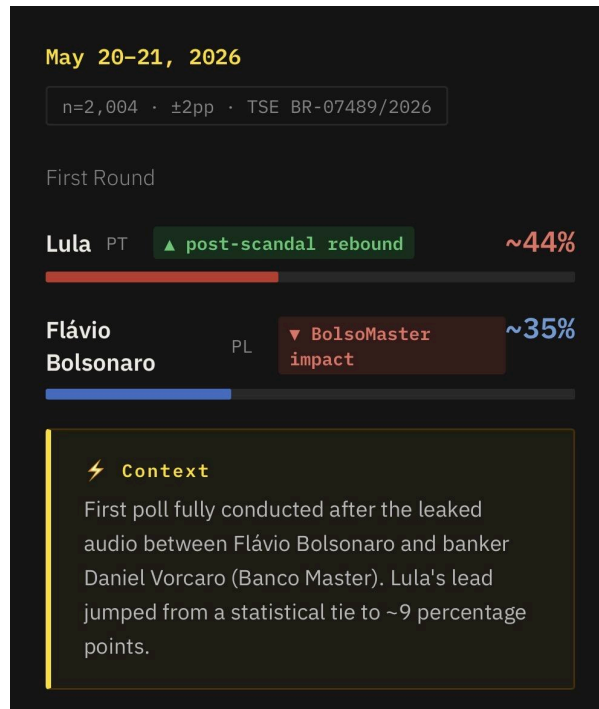 May 20–21, 2026
n=2,004 · ±2pp · TSE BR-07489/2026
First Round
Lula PT ▲ post-scandal rebound ~44%
Flávio Bolsonaro PL ▼ BolsoMaster impact ~35%
⚡ Context
First poll fully conducted after the leaked
audio between Flávio Bolsonaro and banker
Daniel Vorcaro (Banco Master). Lula's lead
jumped from a statistical tie to ~9 percentage
points.